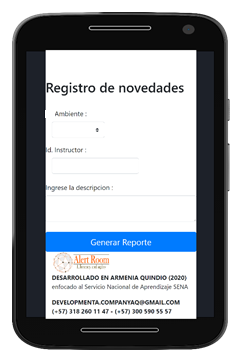 Registro de novedades
Ambiente :
Id. Instructor :
Ingrese la descripcion :
Generar Reporte
Alert Room
DESARROLLADO EN ARMENIA QUINDIO (2020)
enfocado al Servicio Nacional de Aprendizaje SENA
DEVELOPMENTA.COMPANYAQ@GMAIL.COM
(+57) 318 260 11 47 - (+57) 300 590 55 57